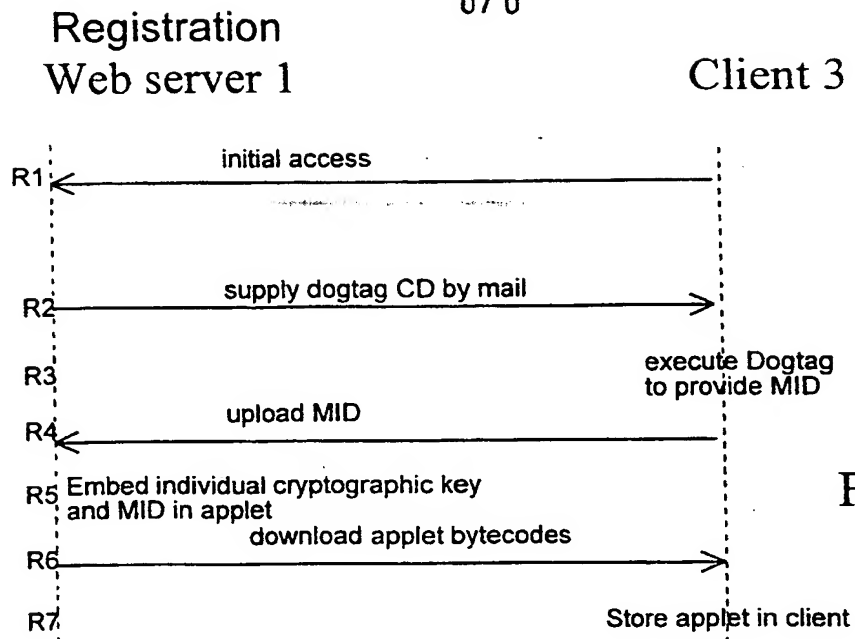 Registration
Web server 1
Client 3
R1
initial access
R2
supply dogtag CD by mail
R3
execute Dogtag
to provide MID
R4
upload MID
R5
Embed individual cryptographic key
and MID in applet
R6
download applet bytecodes
R7
Store applet in client